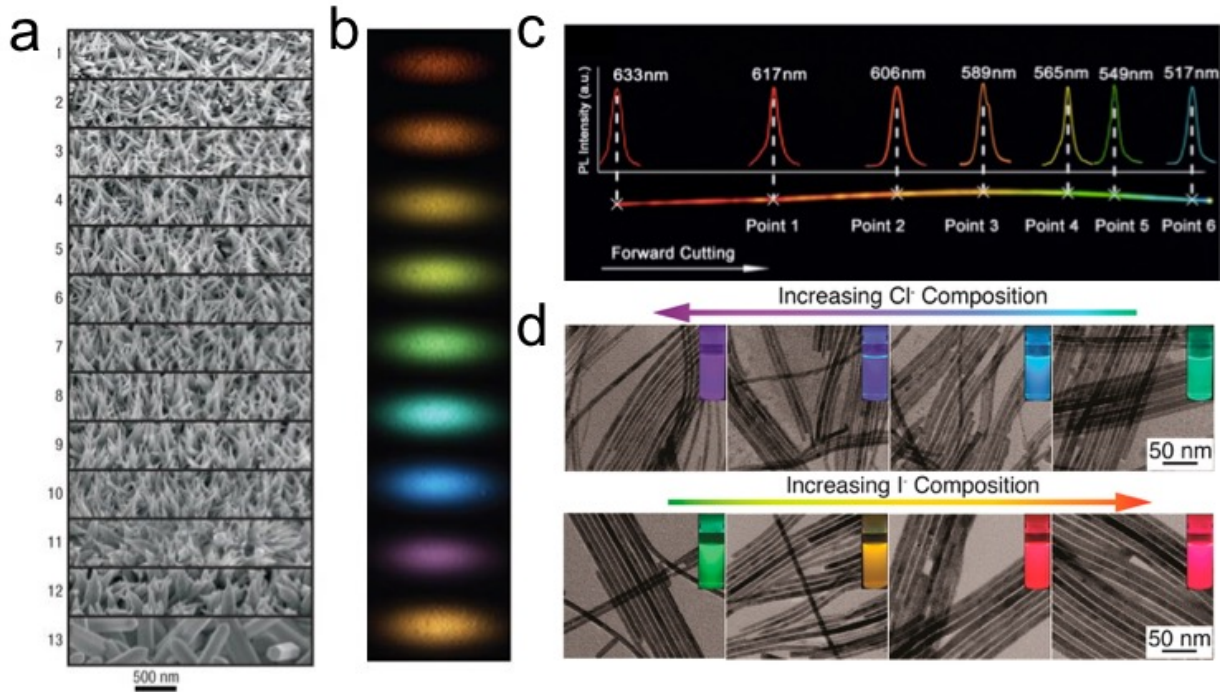 a
1
2
3
4
5
6
7
8
9
10
11
12
13
500 nm
b
c
PL Intensity (a.u.)
633nm
617nm
606nm
589nm
565nm
549nm
517nm
Point 1
Point 2
Point 3
Point 4
Point 5
Point 6
Forward Cutting
d
Increasing Cl⁻ Composition
50 nm
Increasing I⁻ Composition
50 nm